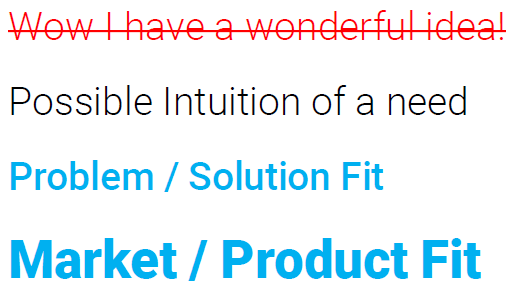 Wow I have a wonderful idea!
Possible Intuition of a need
Problem / Solution Fit
Market / Product Fit